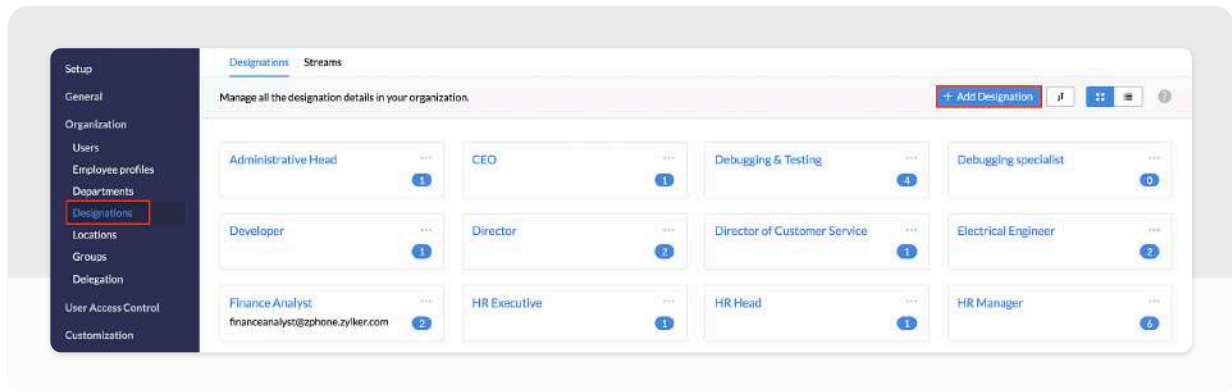 Setup
General
Organization
Users
Employee profiles
Departments
Designations
Locations
Groups
Delegation
User Access Control
Customization
Designations Streams
Manage all the designation details in your organization.
+ Add Designation
?
Administrative Head
1
CEO
1
Debugging & Testing
4
Debugging specialist
0
Developer
1
Director
2
Director of Customer Service
1
Electrical Engineer
2
Finance Analyst
financeanalyst@zphone.zylker.com
2
HR Executive
1
HR Head
1
HR Manager
6